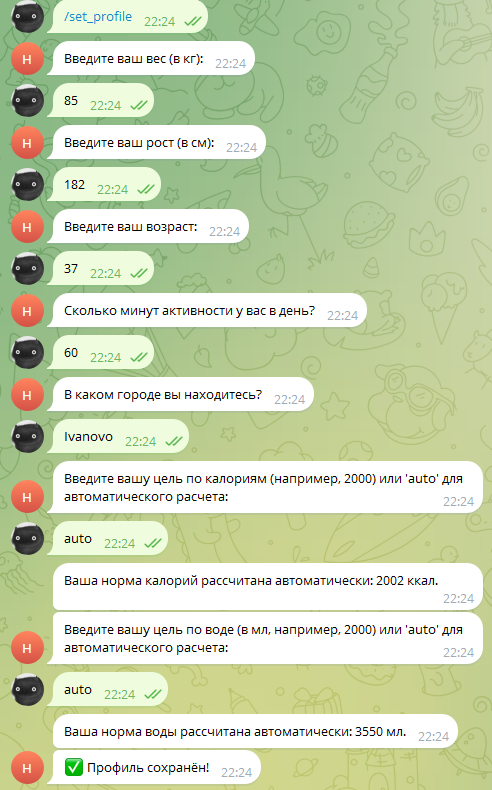 /set_profile 22:24
Н Введите ваш вес (в кг): 22:24
85 22:24
Н Введите ваш рост (в см): 22:24
182 22:24
Н Введите ваш возраст: 22:24
37 22:24
Н Сколько минут активности у вас в день? 22:24
60 22:24
Н В каком городе вы находитесь? 22:24
Ivanovo 22:24
Введите вашу цель по калориям (например, 2000) или 'auto' для
Н автоматического расчета: 22:24
auto 22:24
Ваша норма калорий рассчитана автоматически: 2002 ккал.
22:24
Введите вашу цель по воде (в мл, например, 2000) или 'auto' для
Н автоматического расчета: 22:24
auto 22:24
Ваша норма воды рассчитана автоматически: 3550 мл. 22:24
Н ✅ Профиль сохранён! 22:24